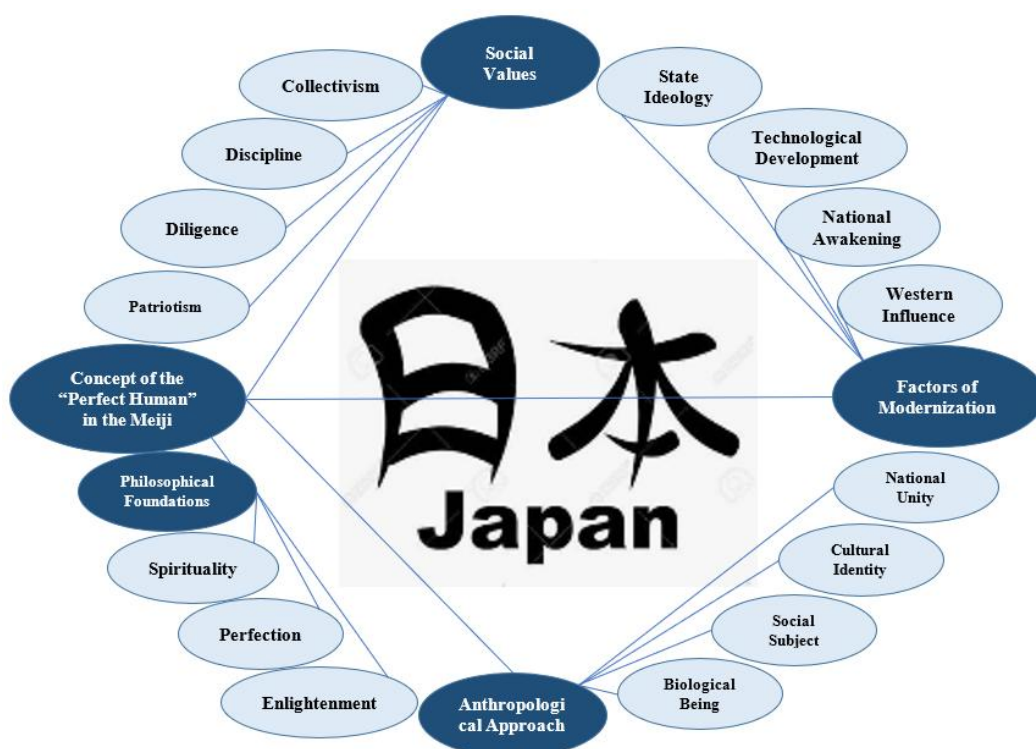 Social
Values
Collectivism
State
Ideology
Discipline
Technological
Development
Diligence
National
Awakening
Patriotism
Western
Influence
Concept of the
“Perfect Human”
in the Meiji
日本
Japan
Factors of
Modernization
Philosophical
Foundations
National
Unity
Spirituality
Cultural
Identity
Perfection
Social
Subject
Enlightenment
Anthropologi
cal Approach
Biological
Being